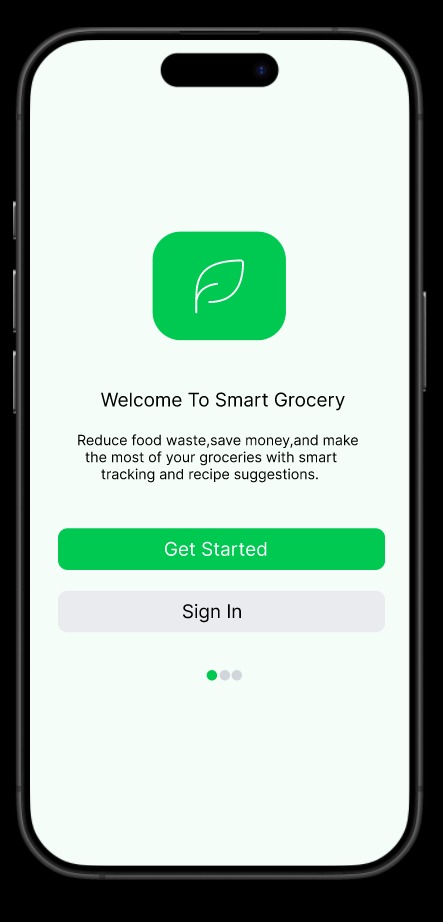 Welcome To Smart Grocery
Reduce food waste,save money,and make
the most of your groceries with smart
tracking and recipe suggestions.
Get Started
Sign In